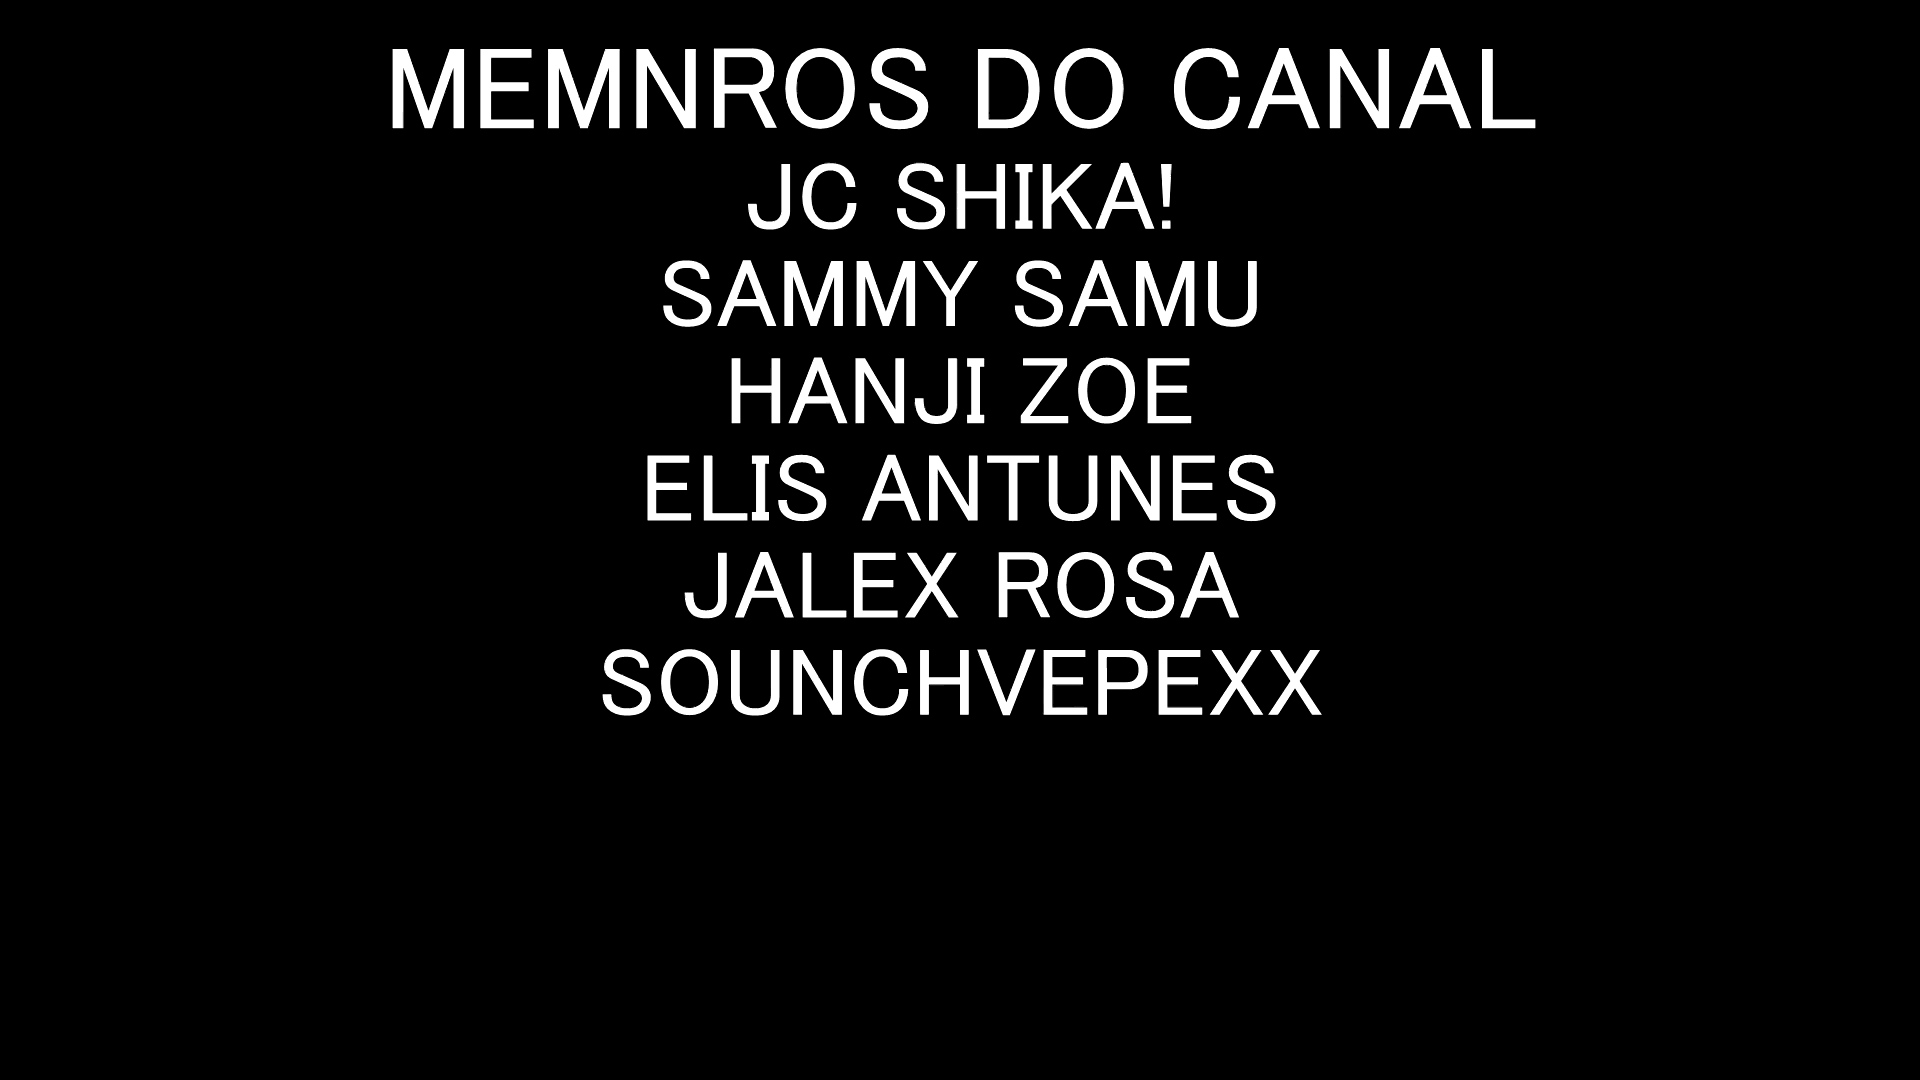 MEMNROS DO CANAL
JC SHIKA!
SAMMY SAMU
HANJI ZOE
ELIS ANTUNES
JALEX ROSA
SOUNCHVEPEXX